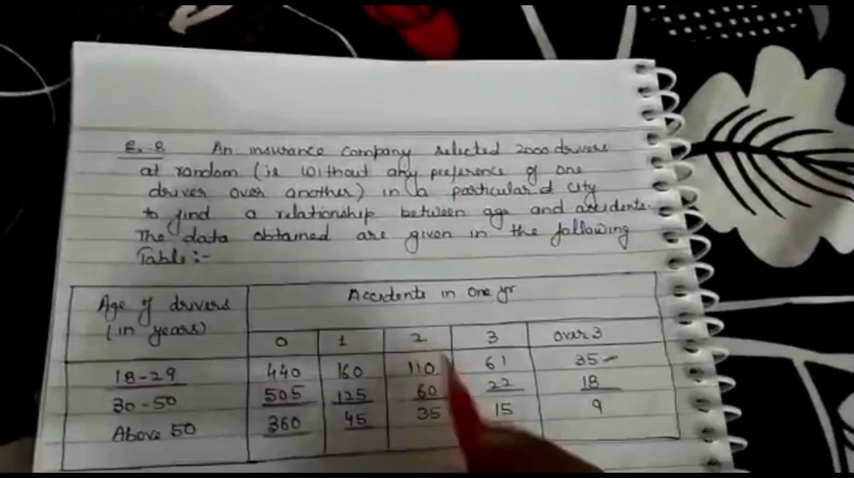 Ex-8 An insurance company selected 2000 drivers
at random (ie without any preference of one
driver over another) in a particular d city
to find a relationship between age and accidents.
The data obtained are given in the following
Table:-
Age of drivers Accidents in one yr
(in years) 0 1 2 3 over 3
18-29 440 160 110 61 35
30-50 505 125 60 22 18
Above 50 360 45 35 15 9